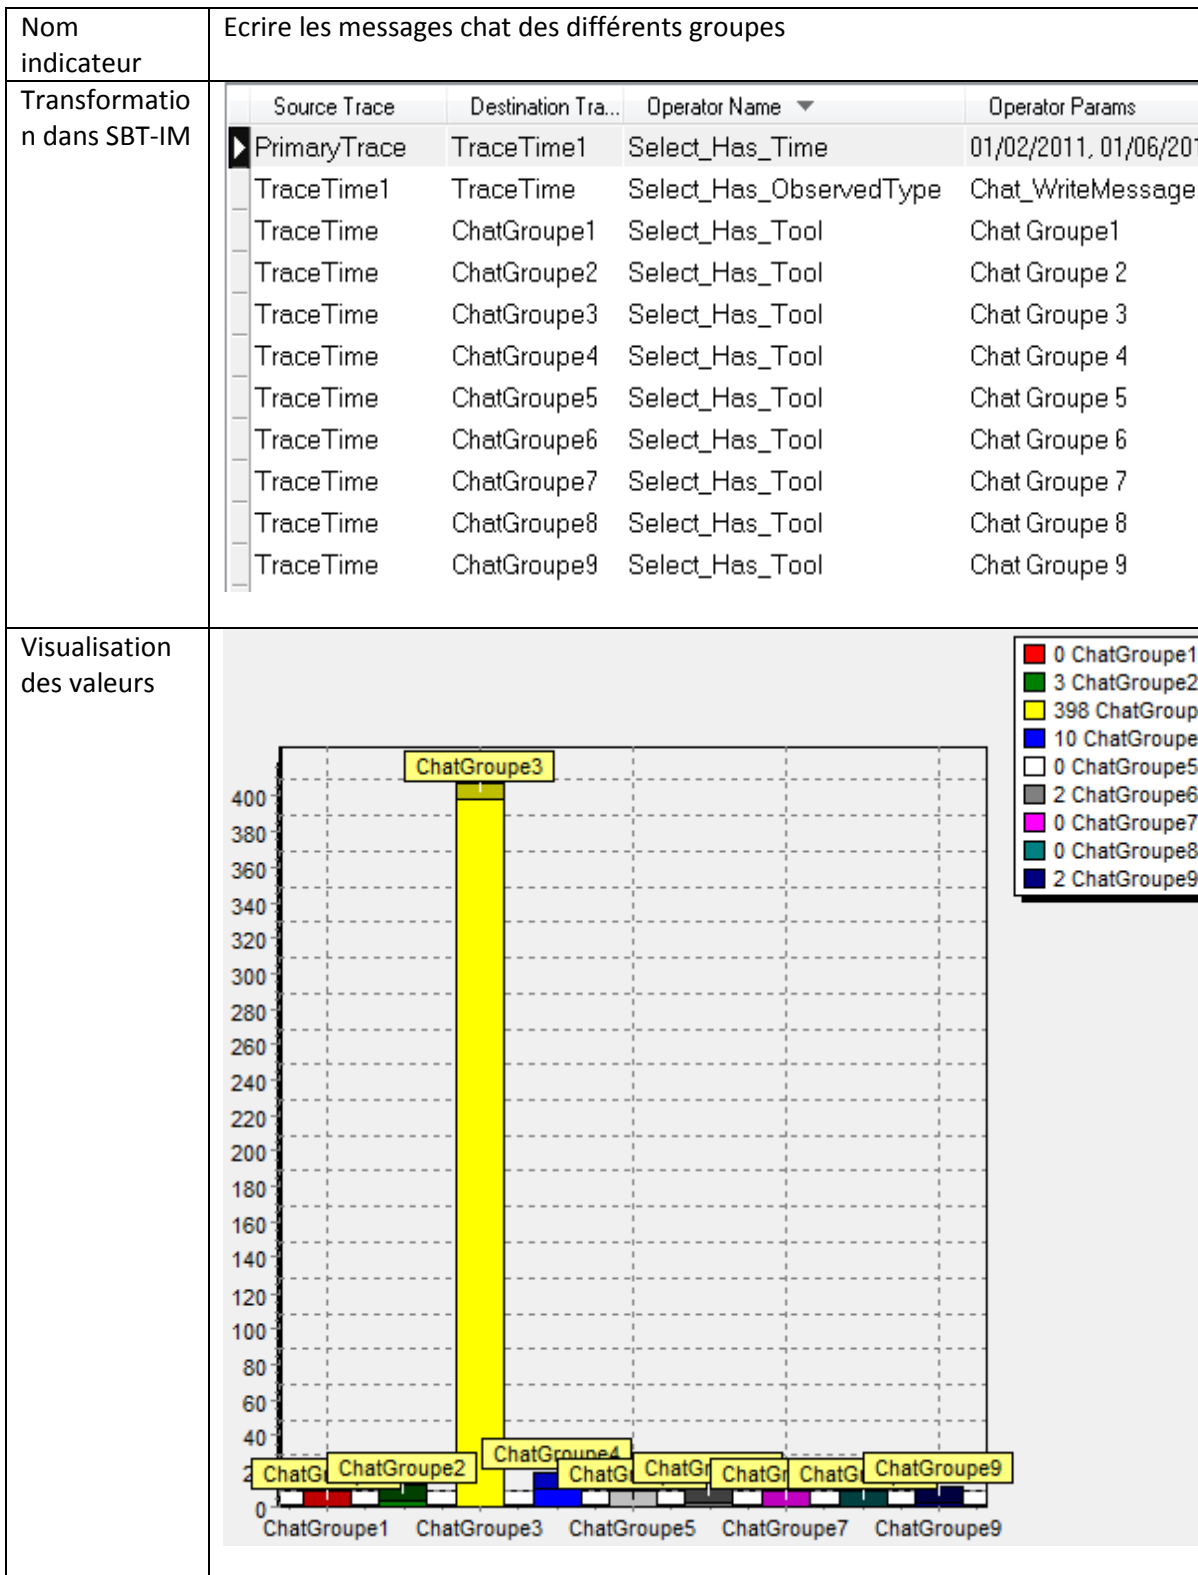 Nom
indicateur
Ecrire les messages chat des différents groupes
Transformatio
n dans SBT-IM
Source Trace Destination Tra... Operator Name Operator Params
PrimaryTrace TraceTime1 Select_Has_Time 01/02/2011, 01/06/201
TraceTime1 TraceTime Select_Has_ObservedType Chat_WriteMessage
TraceTime ChatGroupe1 Select_Has_Tool Chat Groupe1
TraceTime ChatGroupe2 Select_Has_Tool Chat Groupe 2
TraceTime ChatGroupe3 Select_Has_Tool Chat Groupe 3
TraceTime ChatGroupe4 Select_Has_Tool Chat Groupe 4
TraceTime ChatGroupe5 Select_Has_Tool Chat Groupe 5
TraceTime ChatGroupe6 Select_Has_Tool Chat Groupe 6
TraceTime ChatGroupe7 Select_Has_Tool Chat Groupe 7
TraceTime ChatGroupe8 Select_Has_Tool Chat Groupe 8
TraceTime ChatGroupe9 Select_Has_Tool Chat Groupe 9
Visualisation
des valeurs
0 ChatGroupe1
3 ChatGroupe2
398 ChatGroup
10 ChatGroupe
0 ChatGroupe5
2 ChatGroupe6
0 ChatGroupe7
0 ChatGroupe8
2 ChatGroupe9
ChatGroupe3
400
380
360
340
320
300
280
260
240
220
200
180
160
140
120
100
80
60
40
0
ChatGroupe4
ChatG ChatGroupe2 ChatG ChatGr ChatG ChatG ChatGroupe9
ChatGroupe1 ChatGroupe3 ChatGroupe5 ChatGroupe7 ChatGroupe9